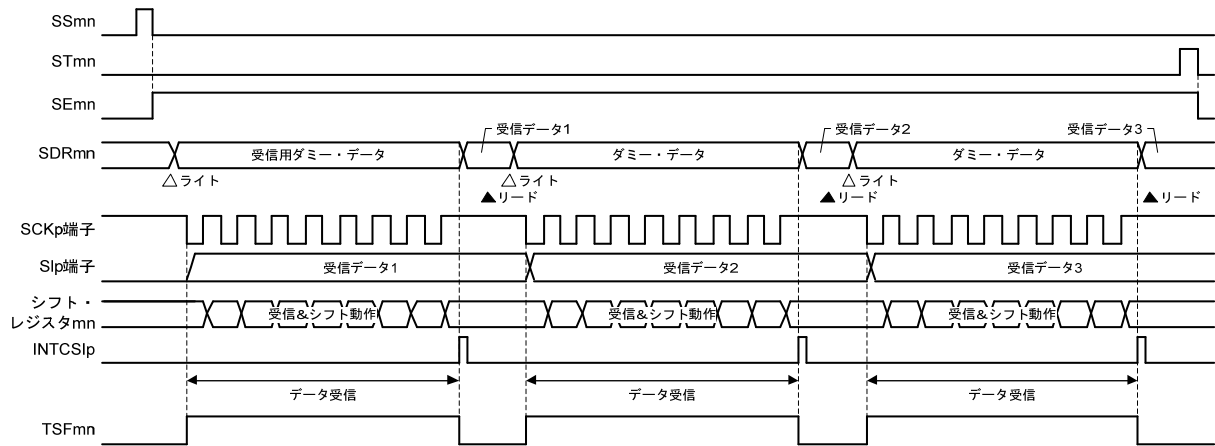 SSmn
STmn
SEmn
受信データ1
受信データ2
受信データ3
SDRmn
受信用ダミー・データ
ダミー・データ
ダミー・データ
△ライト
△ライト
△ライト
▲リード
▲リード
▲リード
SCKp端子
SIp端子
受信データ1
受信データ2
受信データ3
シフト・
レジスタmn
受信&シフト動作
受信&シフト動作
受信&シフト動作
INTCSIp
データ受信
データ受信
データ受信
TSFmn